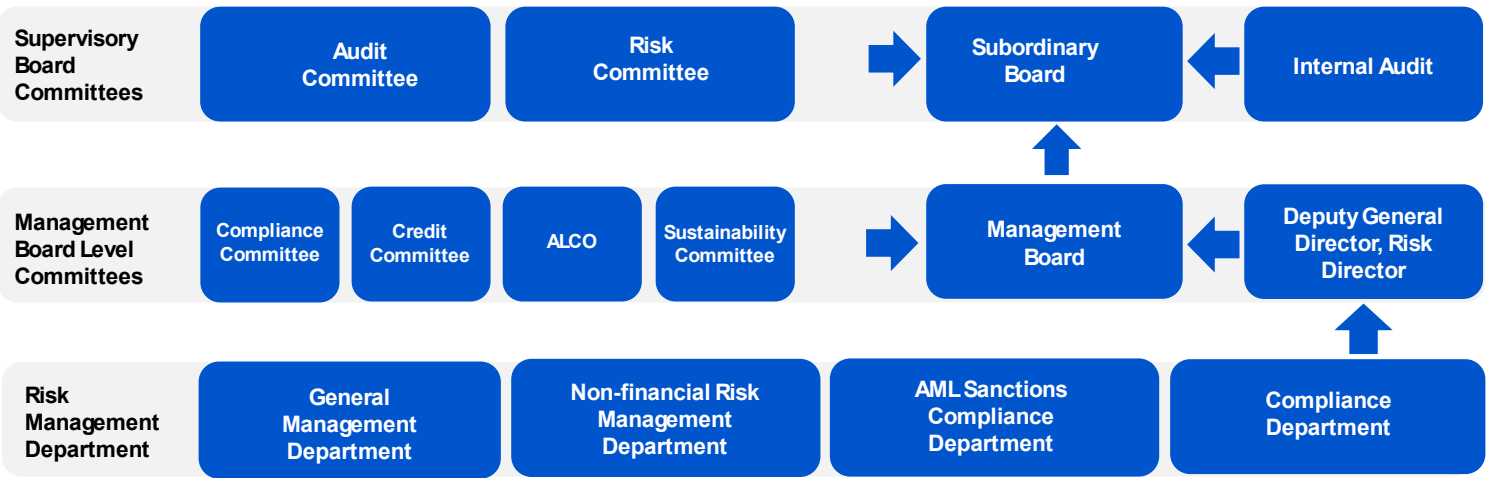 Supervisory
Board
Committees
Audit
Committee
Risk
Committee
Subordinary
Board
Internal Audit
Management
Board Level
Committees
Compliance
Committee
Credit
Committee
ALCO
Sustainability
Committee
Management
Board
Deputy General
Director, Risk
Director
Risk
Management
Department
General
Management
Department
Non-financial Risk
Management
Department
AML Sanctions
Compliance
Department
Compliance
Department